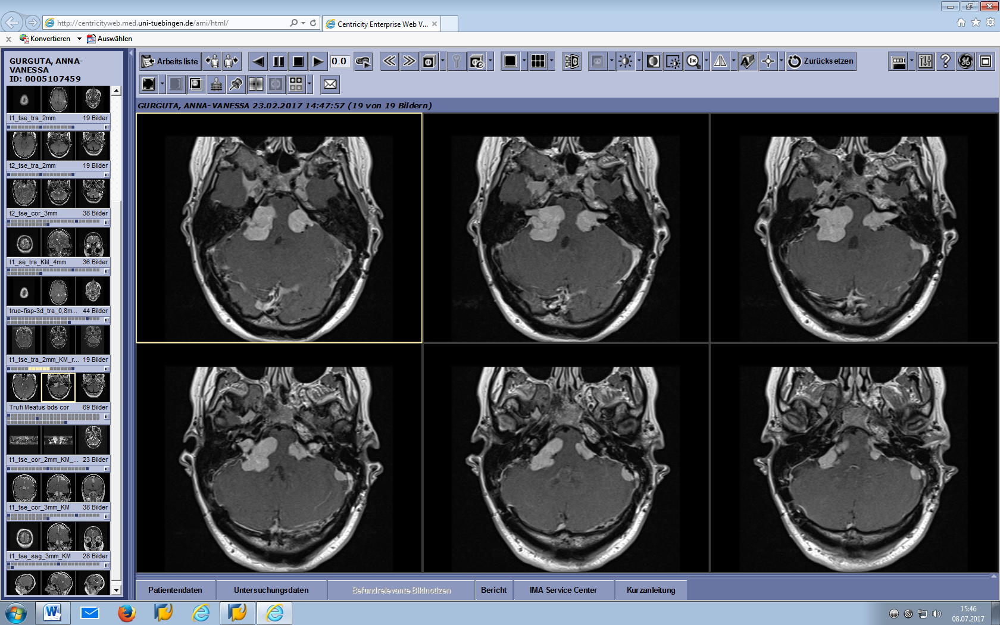 http://centricityweb.med.uni-tuebingen.de/ami/html/
Centricity Enterprise Web V...
Konvertieren
Auswählen
GURGUTA, ANNA-
VANESSA
ID: 0005107459
Arbeitsliste
0.0
Zurücksetzen
GURGUTA, ANNA-VANESSA 23.02.2017 14:47:57 (19 von 19 Bildern)
t1_tse_tra_2mm 19 Bilder
t2_tse_tra_2mm 19 Bilder
t2_tse_cor_3mm 38 Bilder
t1_se_tra_KM_4mm 36 Bilder
true-fisp-3d_tra_0,8m... 44 Bilder
t1_tse_tra_2mm_KM_r... 19 Bilder
Trufi Meatus bds cor 69 Bilder
t1_tse_cor_2mm_KM_... 23 Bilder
t1_tse_cor_3mm_KM 38 Bilder
t1_tse_sag_3mm_KM 28 Bilder
Patientendaten
Untersuchungsdaten
Befundrelevante Bildnotizen
Bericht
IMA Service Center
Kurzanleitung
15:46
08.07.2017